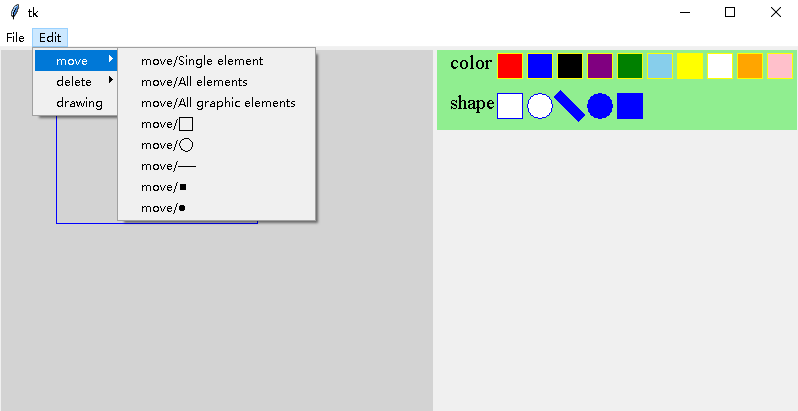 tk
File Edit
move
delete
drawing
move/Single element
move/All elements
move/All graphic elements
move/□
move/○
move/—
move/▪
move/•
color
shape